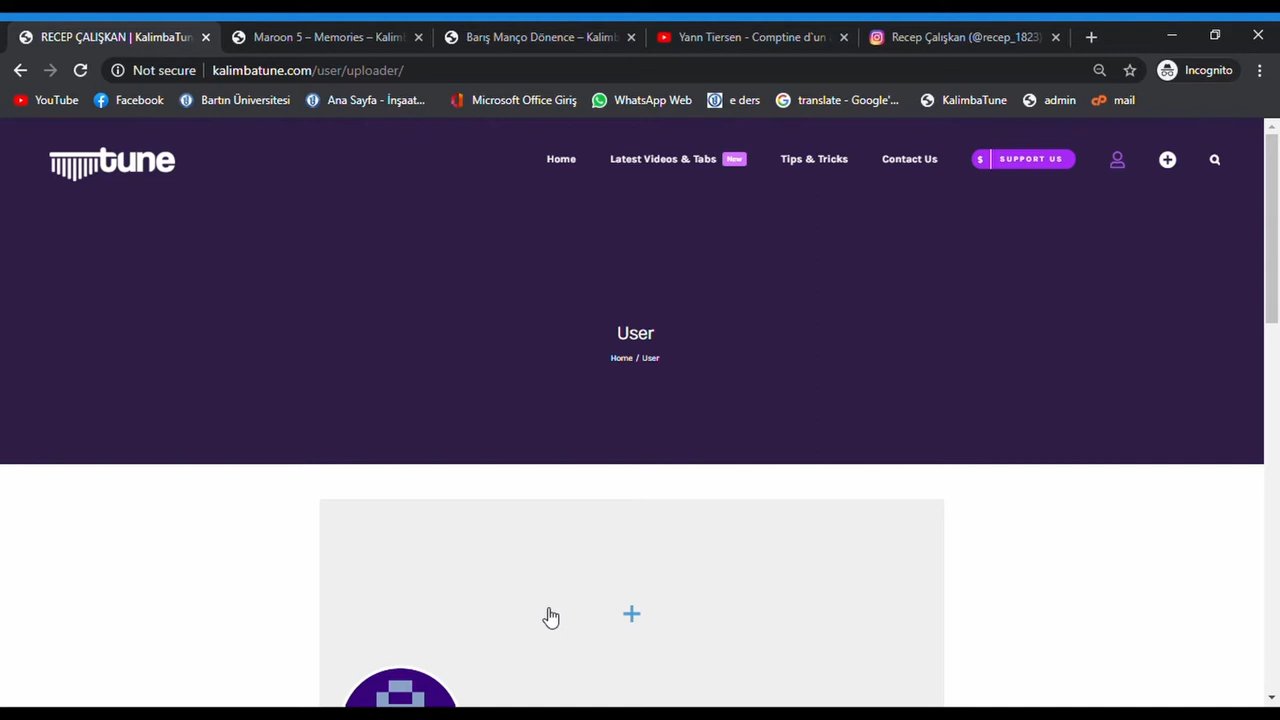 RECEP ÇALIŞKAN | KalimbaTun
Maroon 5 – Memories – Kalim
Barış Manço Dönence – Kalimb
Yann Tiersen - Comptine d'un
Recep Çalışkan (@recep_1823)
Not secure
kalimbatune.com/user/uploader/
Incognito
YouTube
Facebook
Bartın Üniversitesi
Ana Sayfa - İnşaat...
Microsoft Office Giriş
WhatsApp Web
e ders
translate - Google'...
KalimbaTune
admin
mail
tune
Home
Latest Videos & Tabs New
Tips & Tricks
Contact Us
$ SUPPORT US
User
Home / User